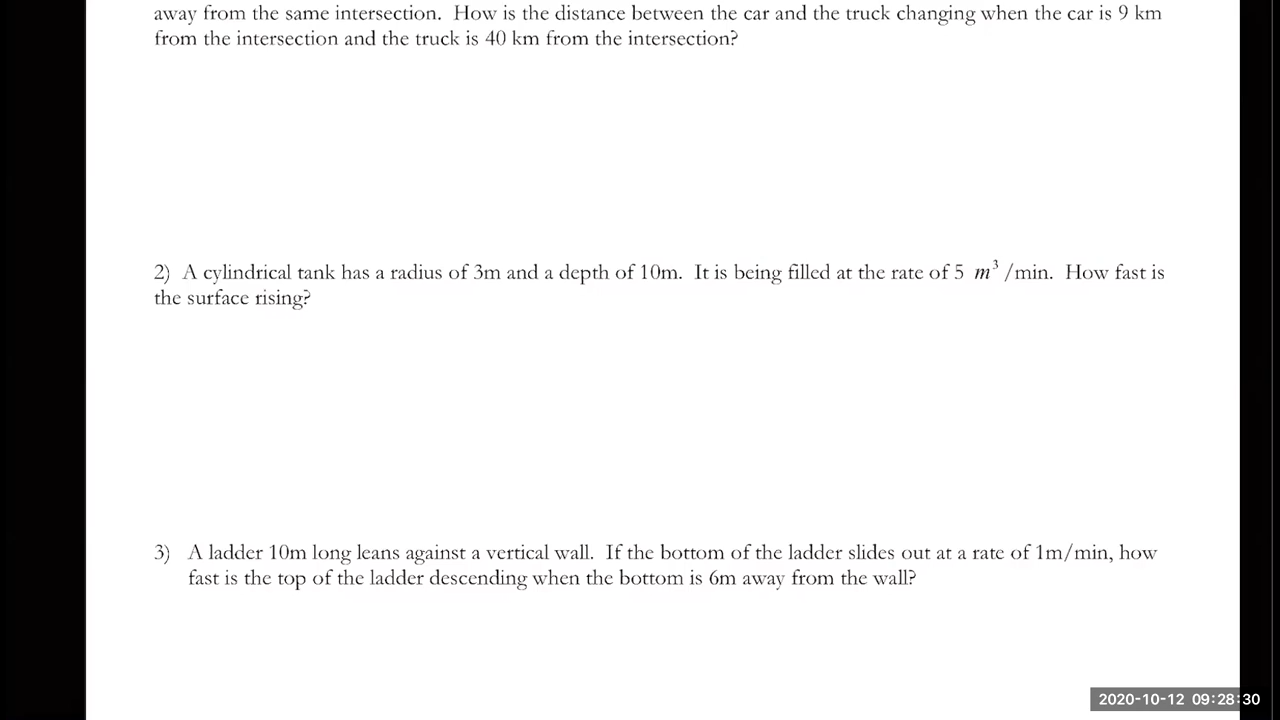 away from the same intersection. How is the distance between the car and the truck changing when the car is 9 km
from the intersection and the truck is 40 km from the intersection?
2) A cylindrical tank has a radius of 3m and a depth of 10m. It is being filled at the rate of 5 m³/min. How fast is
the surface rising?
3) A ladder 10m long leans against a vertical wall. If the bottom of the ladder slides out at a rate of 1m/min, how
fast is the top of the ladder descending when the bottom is 6m away from the wall?
2020-10-12 09:28:30